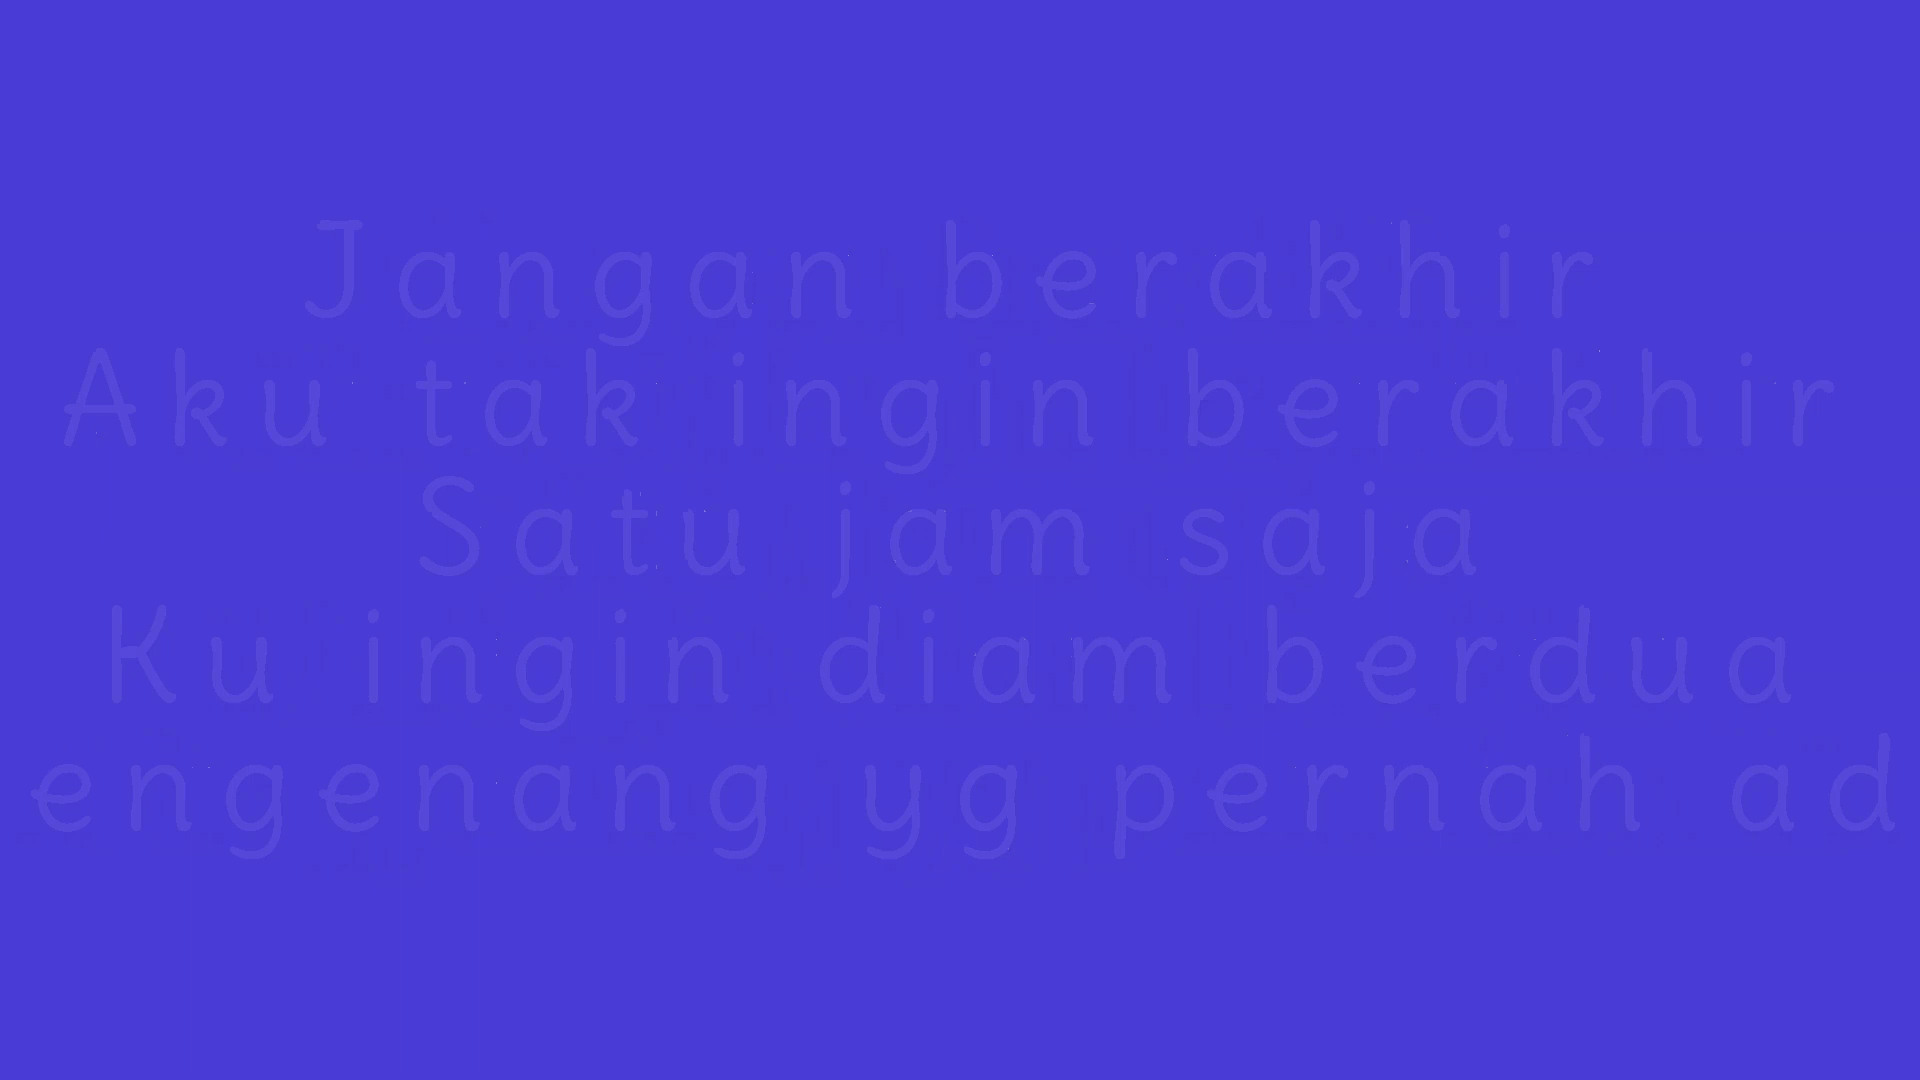 Jangan berakhir
Aku tak ingin berakhir
Satu jam saja
Ku ingin diam berdua
engenang yg pernah ad